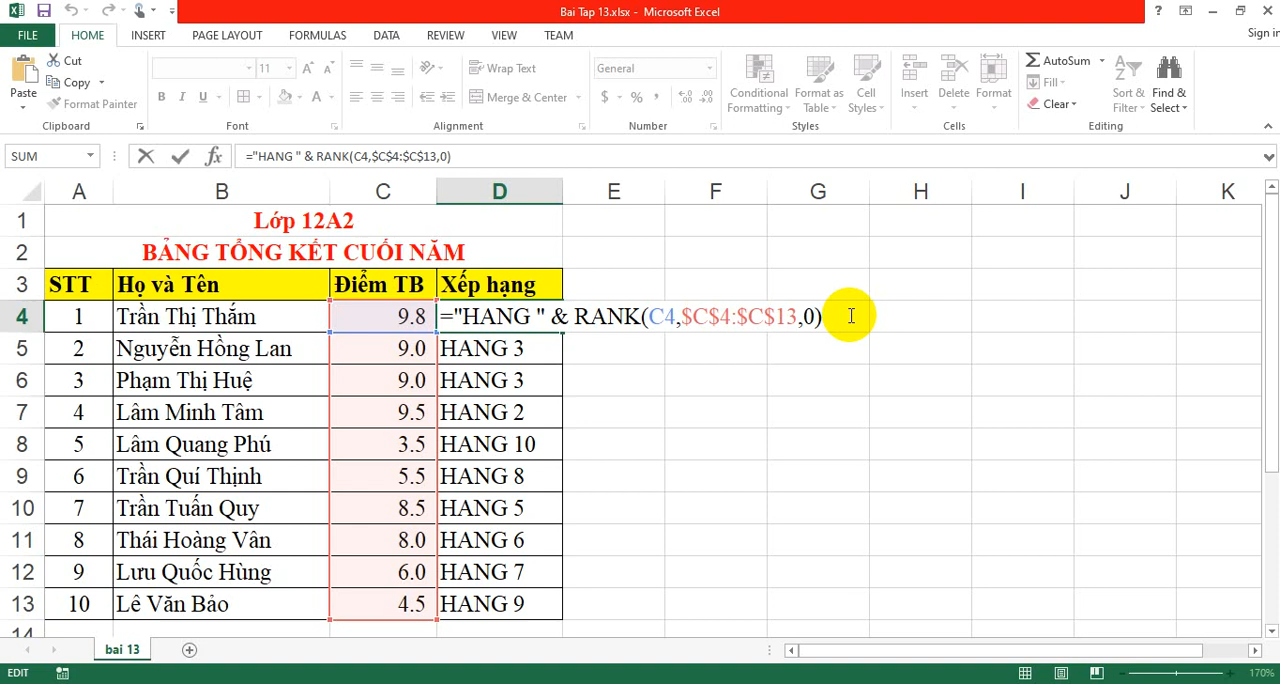 Bai Tap 13.xlsx - Microsoft Excel
?
FILE HOME INSERT PAGE LAYOUT FORMULAS DATA REVIEW VIEW TEAM
Sign in
Paste
Cut
Copy
Format Painter
11
Wrap Text
Merge & Center
General
Conditional Formatting
Format as Table
Cell Styles
Insert
Delete
Format
AutoSum
Fill
Clear
Sort & Filter
Find & Select
Clipboard Font Alignment Number Styles Cells Editing
SUM fx ="HANG " & RANK(C4,$C$4:$C$13,0)
A B C D E F G H I J K
1 Lớp 12A2
2 BẢNG TỔNG KẾT CUỐI NĂM
3 STT Họ và Tên Điểm TB Xếp hạng
4 1 Trần Thị Thắm 9.8 ="HANG " & RANK(C4,$C$4:$C$13,0)
5 2 Nguyễn Hồng Lan 9.0 HANG 3
6 3 Phạm Thị Huệ 9.0 HANG 3
7 4 Lâm Minh Tâm 9.5 HANG 2
8 5 Lâm Quang Phú 3.5 HANG 10
9 6 Trần Quí Thịnh 5.5 HANG 8
10 7 Trần Tuấn Quy 8.5 HANG 5
11 8 Thái Hoàng Vân 8.0 HANG 6
12 9 Lưu Quốc Hùng 6.0 HANG 7
13 10 Lê Văn Bảo 4.5 HANG 9
14
bai 13
EDIT 170%